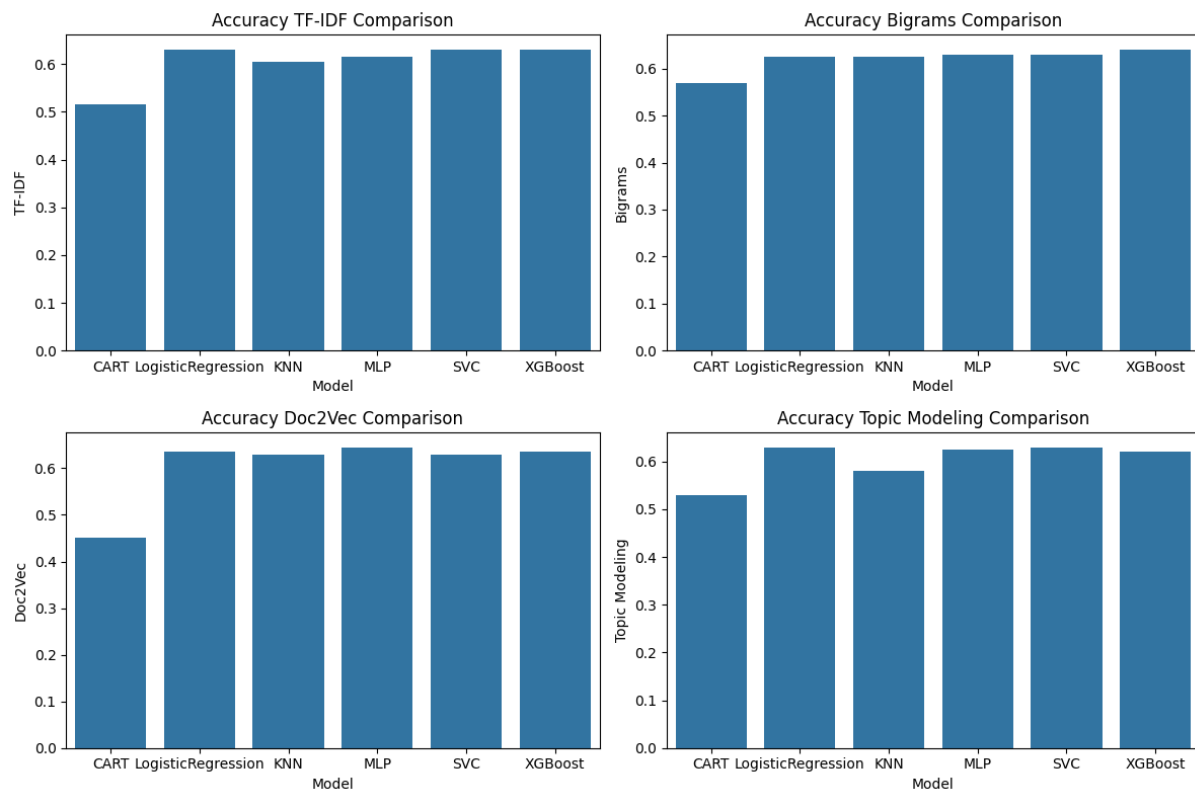 Accuracy TF-IDF Comparison
TF-IDF
0.6
0.5
0.4
0.3
0.2
0.1
0.0
CART LogisticRegression KNN MLP SVC XGBoost
Model
Accuracy Bigrams Comparison
Bigrams
0.6
0.5
0.4
0.3
0.2
0.1
0.0
CART LogisticRegression KNN MLP SVC XGBoost
Model
Accuracy Doc2Vec Comparison
Doc2Vec
0.6
0.5
0.4
0.3
0.2
0.1
0.0
CART LogisticRegression KNN MLP SVC XGBoost
Model
Accuracy Topic Modeling Comparison
Topic Modeling
0.6
0.5
0.4
0.3
0.2
0.1
0.0
CART LogisticRegression KNN MLP SVC XGBoost
Model